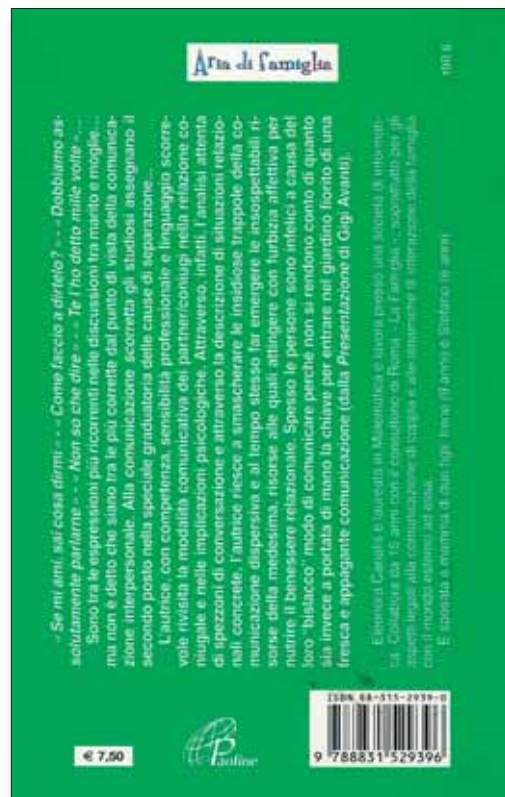 Aria di famiglia
«Se mi ami, sai cosa dirmi» - «Come faccio a dirtelo?» - «Dobbiamo as-
solutamente parlarne» - «Non so che dire» - «Te l'ho detto mille volte»...
Sono tra le espressioni più ricorrenti nelle discussioni tra marito e moglie...
ma non è detto che siano tra le più corrette dal punto di vista della comunica-
zione interpersonale. Alla comunicazione scorretta gli studiosi assegnano il
secondo posto nella speciale graduatoria delle cause di separazione...
L'autrice con competenza, sensibilità professionale e linguaggio scorre-
vole rivisita la modalità comunicativa dei partner/coniugi nella relazione co-
niugale e nelle implicazioni psicologiche. Attraverso, infatti, l'analisi attenta
di spezzoni di conversazione e attraverso la descrizione di situazioni relazio-
nali concrete, l'autrice riesce a smascherare le insidiose trappole della co-
municazione dispersiva e al tempo stesso far emergere le insospettabili ri-
sorse della medesima, risorse alle quali attingere con furbizia affettiva per
nutrire il benessere relazionale. Spesso le persone sono infelici a causa del
loro "bislacco" modo di comunicare perché non si rendono conto di quanto
sia invece a portata di mano la chiave per entrare nel giardino fiorito di una
fresca e appagante comunicazione (dalla Presentazione di Gigi Avanti).
è laureata in Matematica e lavora presso una società di informati-
ca. Collabora da 15 anni con il consultorio di Roma «La Famiglia», soprattutto per gli
aspetti legati alla comunicazione di coppia e alle dinamiche di interazione della famiglia
con il mondo esterno ad essa.
È sposata e mamma di due figli: Irene e Stefano
€ 7,50
Paoline
ISBN 88-315-2939-0
9 788831 529396